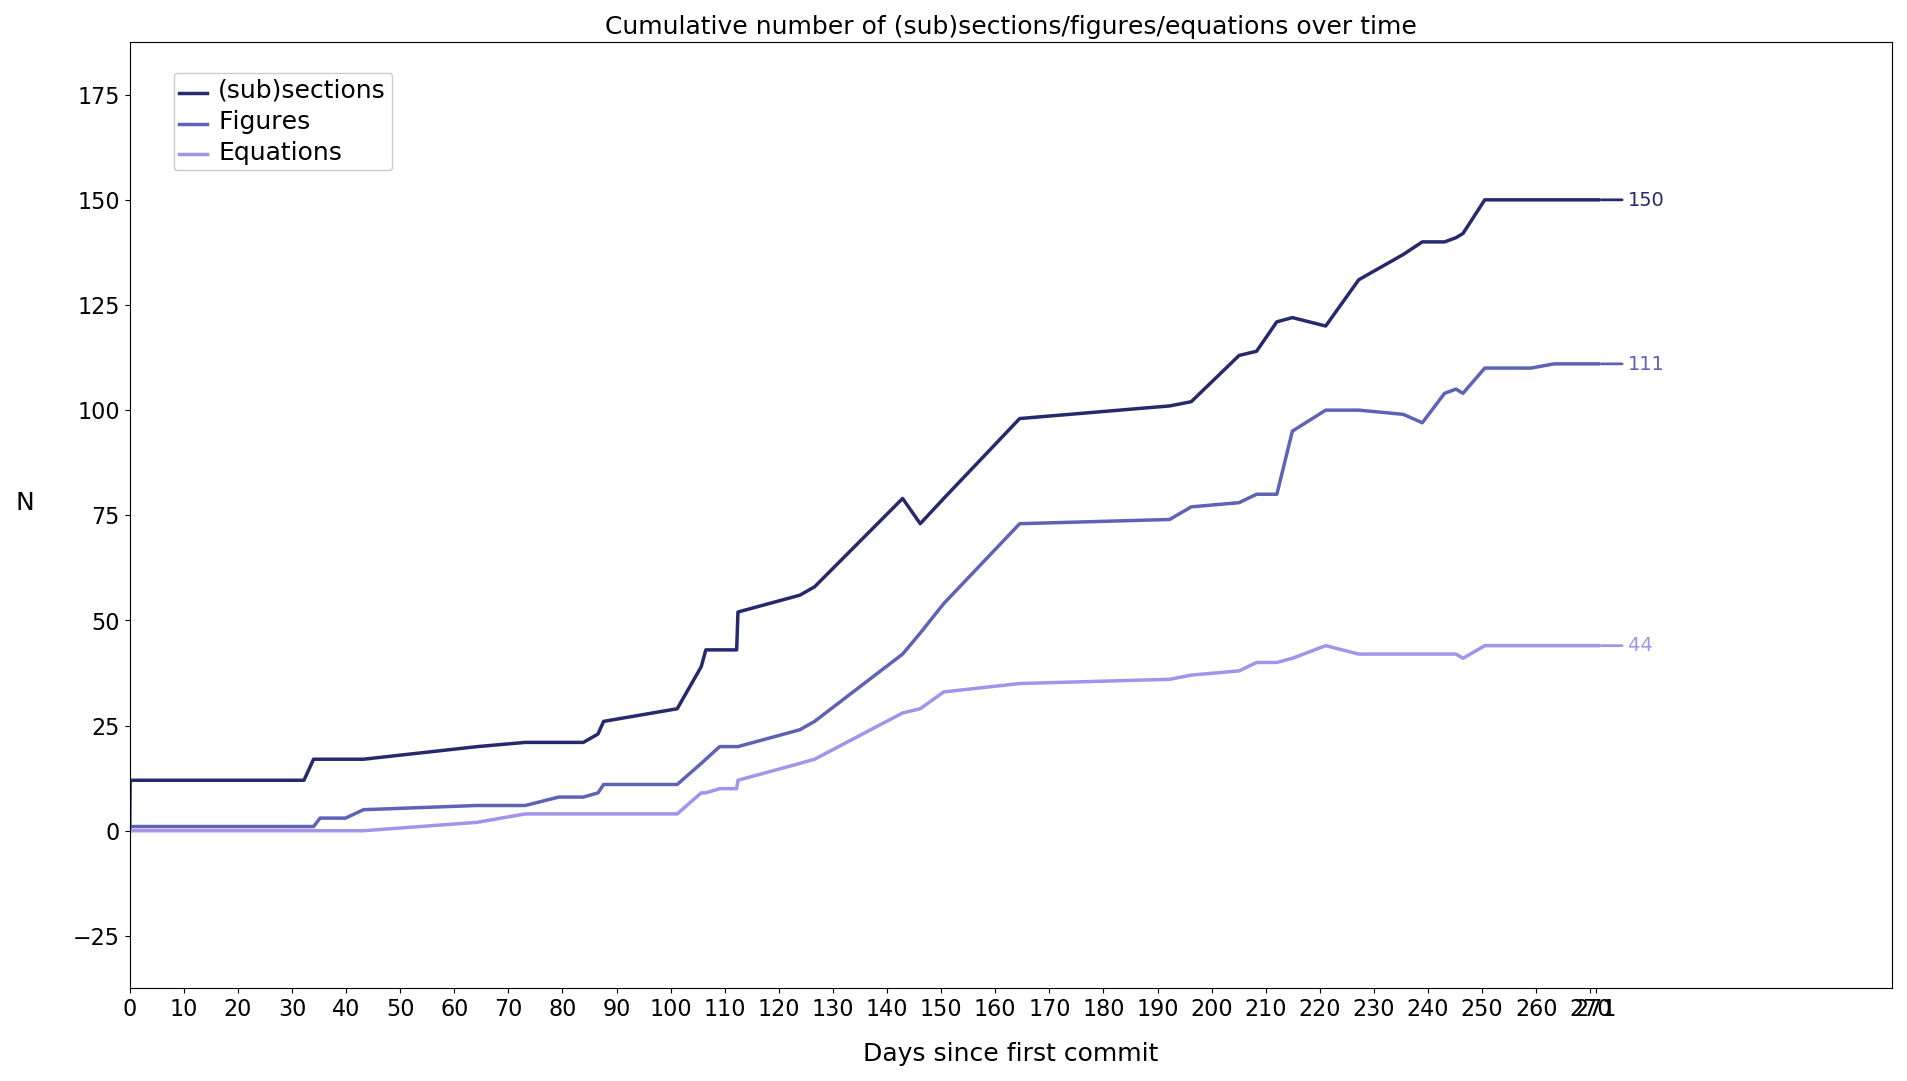 Cumulative number of (sub)sections/figures/equations over time
(sub)sections
Figures
Equations
175
150
125
100
75
50
25
0
−25
N
150
111
44
0 10 20 30 40 50 60 70 80 90 100 110 120 130 140 150 160 170 180 190 200 210 220 230 240 250 260 270 271
Days since first commit